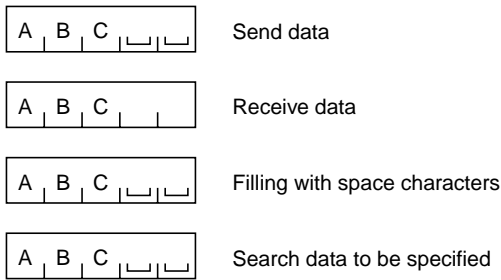 A B C ␣ ␣ Send data
A B C Receive data
A B C ␣ ␣ Filling with space characters
A B C ␣ ␣ Search data to be specified